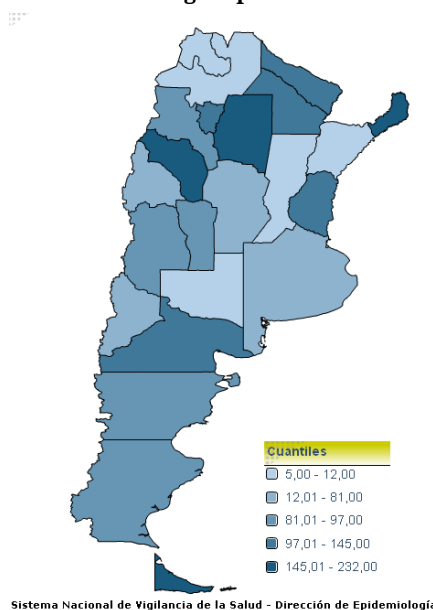 Cuantiles
5,00 - 12,00
12,01 - 81,00
81,01 - 97,00
97,01 - 145,00
145,01 - 232,00
Sistema Nacional de Vigilancia de la Salud - Dirección de Epidemiología